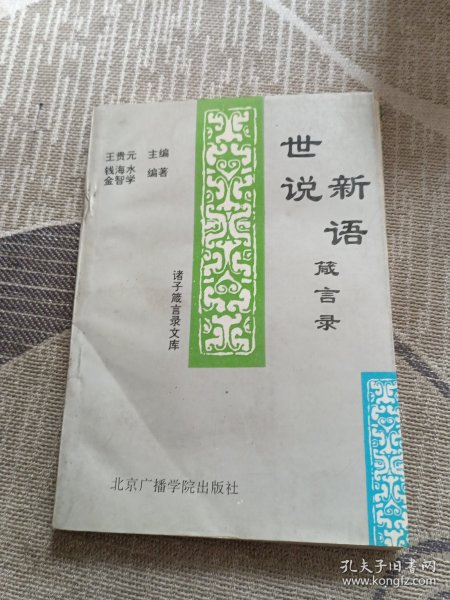 世说
新语
箴言录
王贵元 主编
钱海水
金智学 编著
诸子箴言录文库
北京广播学院出版社
孔夫子旧书网
www.kongfz.com